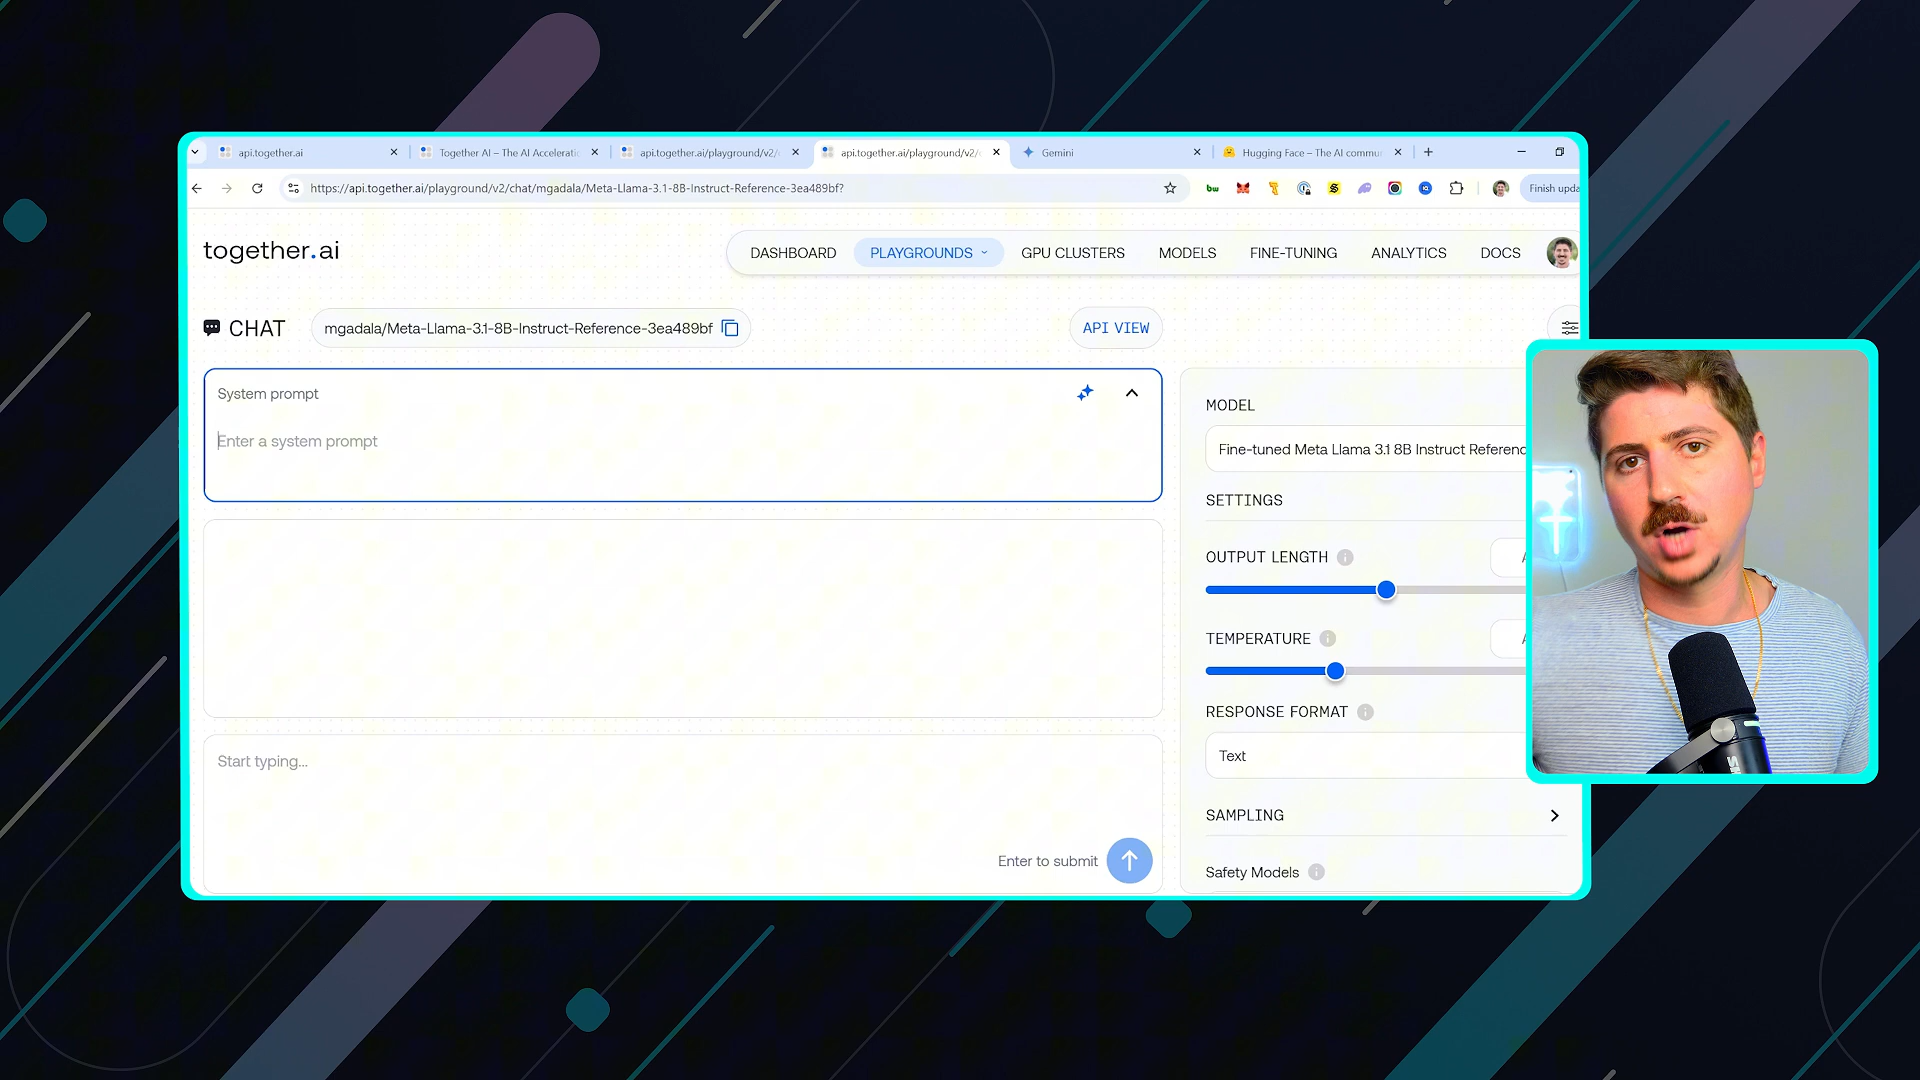 api.together.ai
Together AI – The AI Acceleratic
api.together.ai/playground/v2/
api.together.ai/playground/v2/
Gemini
Hugging Face – The AI commu
https://api.together.ai/playground/v2/chat/mgadala/Meta-Llama-3.1-8B-Instruct-Reference-3ea489bf?
bw
Finish upda
together.ai
DASHBOARD
PLAYGROUNDS
GPU CLUSTERS
MODELS
FINE-TUNING
ANALYTICS
DOCS
CHAT
mgadala/Meta-Llama-3.1-8B-Instruct-Reference-3ea489bf
API VIEW
System prompt
Enter a system prompt
MODEL
Fine-tuned Meta Llama 3.1 8B Instruct Referenc
SETTINGS
OUTPUT LENGTH
TEMPERATURE
RESPONSE FORMAT
Text
Start typing...
SAMPLING
Enter to submit
Safety Models